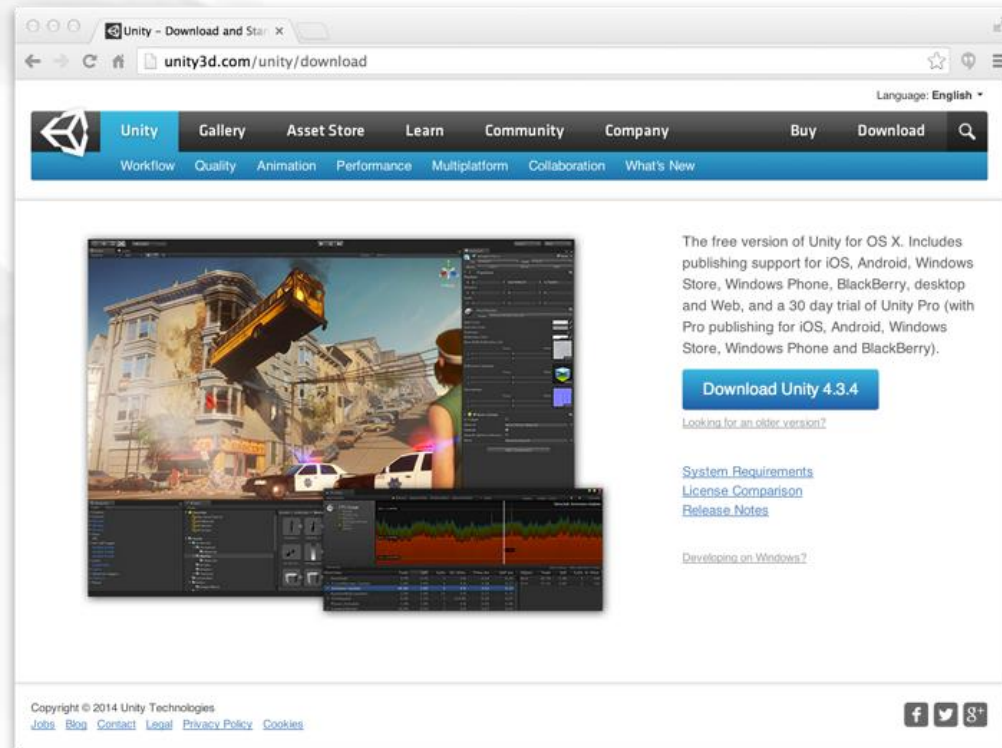 Unity – Download and Star
unity3d.com/unity/download
Language: English
Unity Gallery Asset Store Learn Community Company Buy Download
Workflow Quality Animation Performance Multiplatform Collaboration What's New
The free version of Unity for OS X. Includes
publishing support for iOS, Android, Windows
Store, Windows Phone, BlackBerry, desktop
and Web, and a 30 day trial of Unity Pro (with
Pro publishing for iOS, Android, Windows
Store, Windows Phone and BlackBerry).
Download Unity 4.3.4
Looking for an older version?
System Requirements
License Comparison
Release Notes
Developing on Windows?
Copyright © 2014 Unity Technologies
Jobs Blog Contact Legal Privacy Policy Cookies